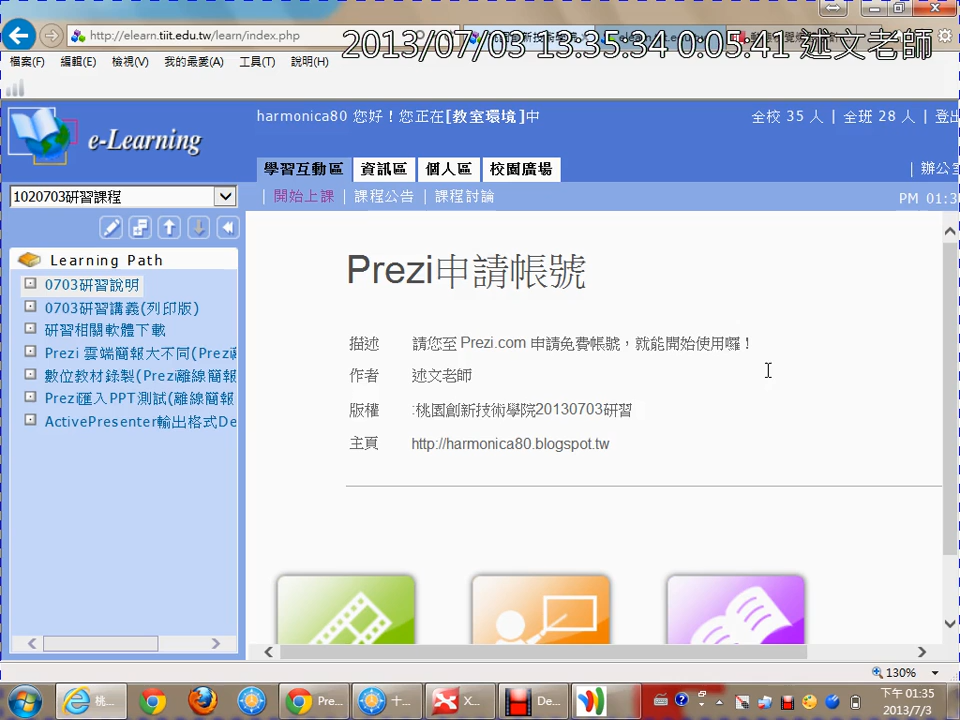 http://elearn.tiit.edu.tw/learn/index.php
2013/07/03 13:35:34 0:05:41 述文老師
檔案(F) 編輯(E) 檢視(V) 我的最愛(A) 工具(T) 說明(H)
e-Learning
harmonica80 您好！您正在[教室環境]中
全校 35 人 | 全班 28 人 | 登出
學習互動區 資訊區 個人區 校園廣場
| 辦公室
1020703研習課程
| 開始上課 | 課程公告 | 課程討論
PM 01:3
Learning Path
0703研習說明
0703研習講義(列印版)
研習相關軟體下載
Prezi 雲端簡報大不同(Prezi
數位教材錄製(Prezi離線簡報
Prezi匯入PPT測試(離線簡報
ActivePresenter輸出格式De
Prezi申請帳號
描述 請您至 Prezi.com 申請免費帳號，就能開始使用囉！
作者 述文老師
版權 :桃園創新技術學院20130703研習
主頁 http://harmonica80.blogspot.tw
130%
桃...
Pre...
十...
X...
De...
下午 01:35
2013/7/3